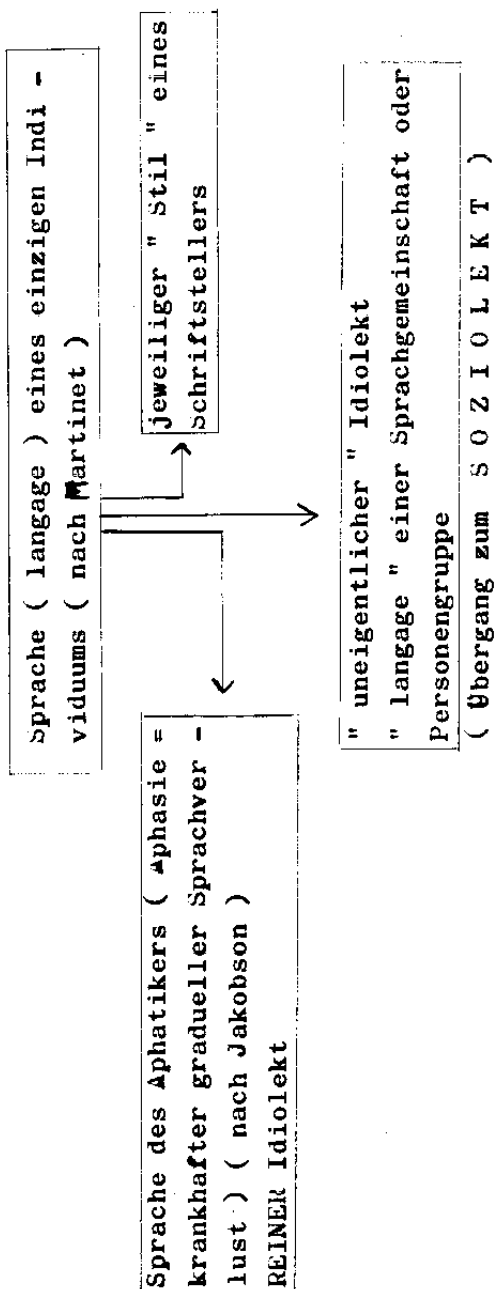 Sprache ( langage ) eines einzigen Indi -
viduums ( nach Martinet )
Sprache des Aphatikers ( Aphasie =
krankhafter gradueller Sprachver -
lust ) ( nach Jakobson )
REINER Idiolekt
jeweiliger " Stil " eines
Schriftstellers
" uneigentlicher " Idiolekt
" langage " einer Sprachgemeinschaft oder
Personengruppe
( Übergang zum S O Z I O L E K T )